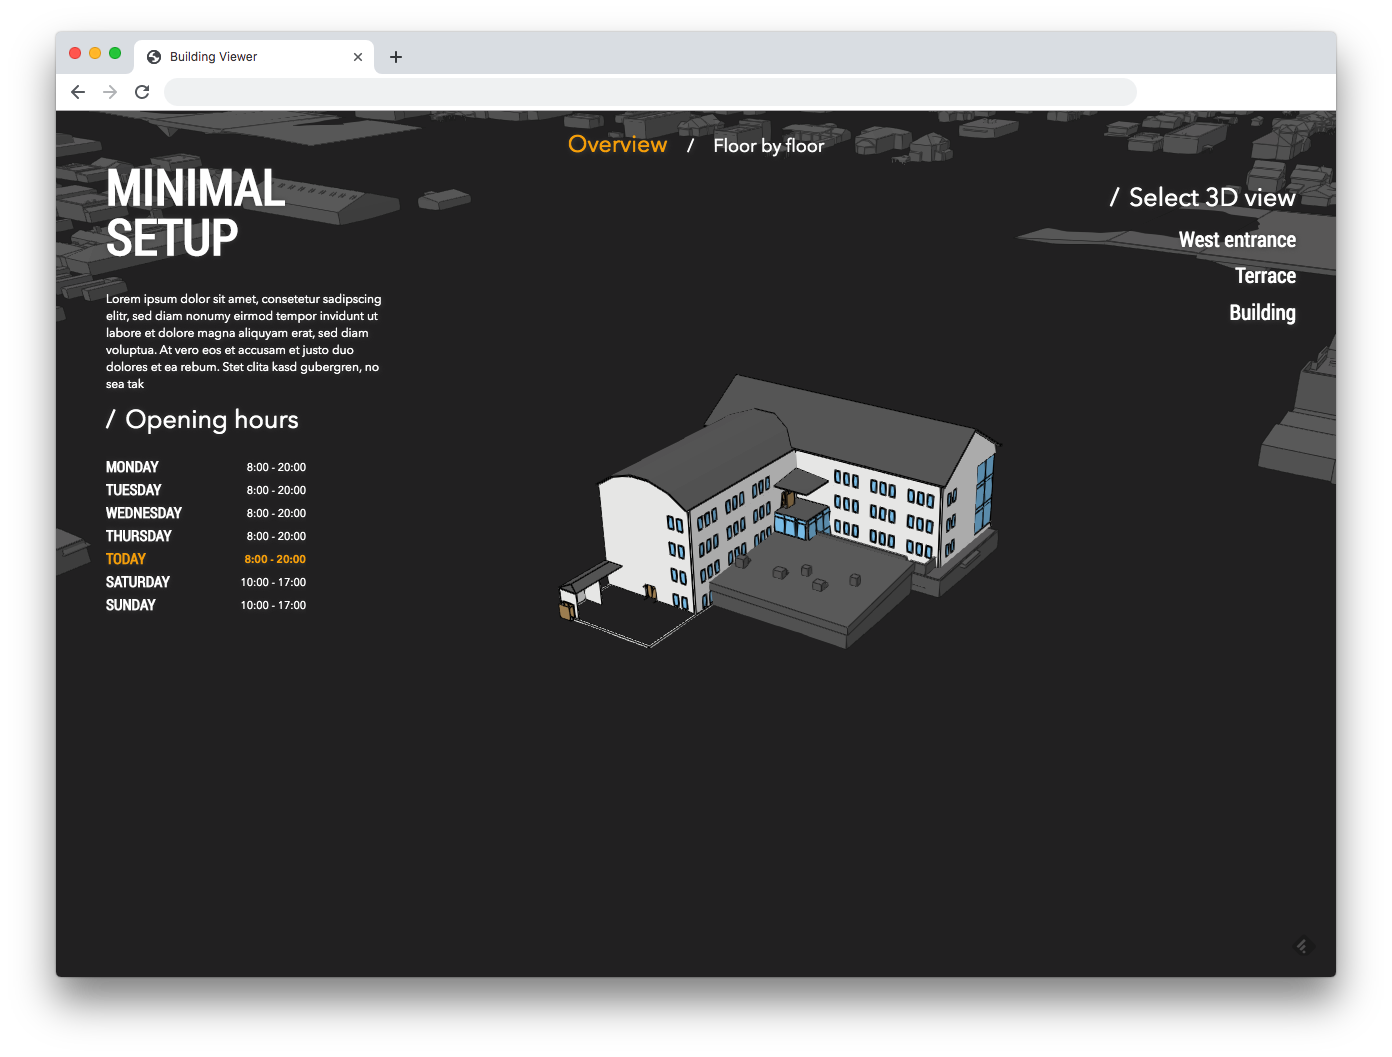 Building Viewer
Overview / Floor by floor
MINIMAL
SETUP
/ Select 3D view
West entrance
Terrace
Building
Lorem ipsum dolor sit amet, consetetur sadipscing
elitr, sed diam nonumy eirmod tempor invidunt ut
labore et dolore magna aliquyam erat, sed diam
voluptua. At vero eos et accusam et justo duo
dolores et ea rebum. Stet clita kasd gubergren, no
sea tak
/ Opening hours
MONDAY 8:00 - 20:00
TUESDAY 8:00 - 20:00
WEDNESDAY 8:00 - 20:00
THURSDAY 8:00 - 20:00
TODAY 8:00 - 20:00
SATURDAY 10:00 - 17:00
SUNDAY 10:00 - 17:00